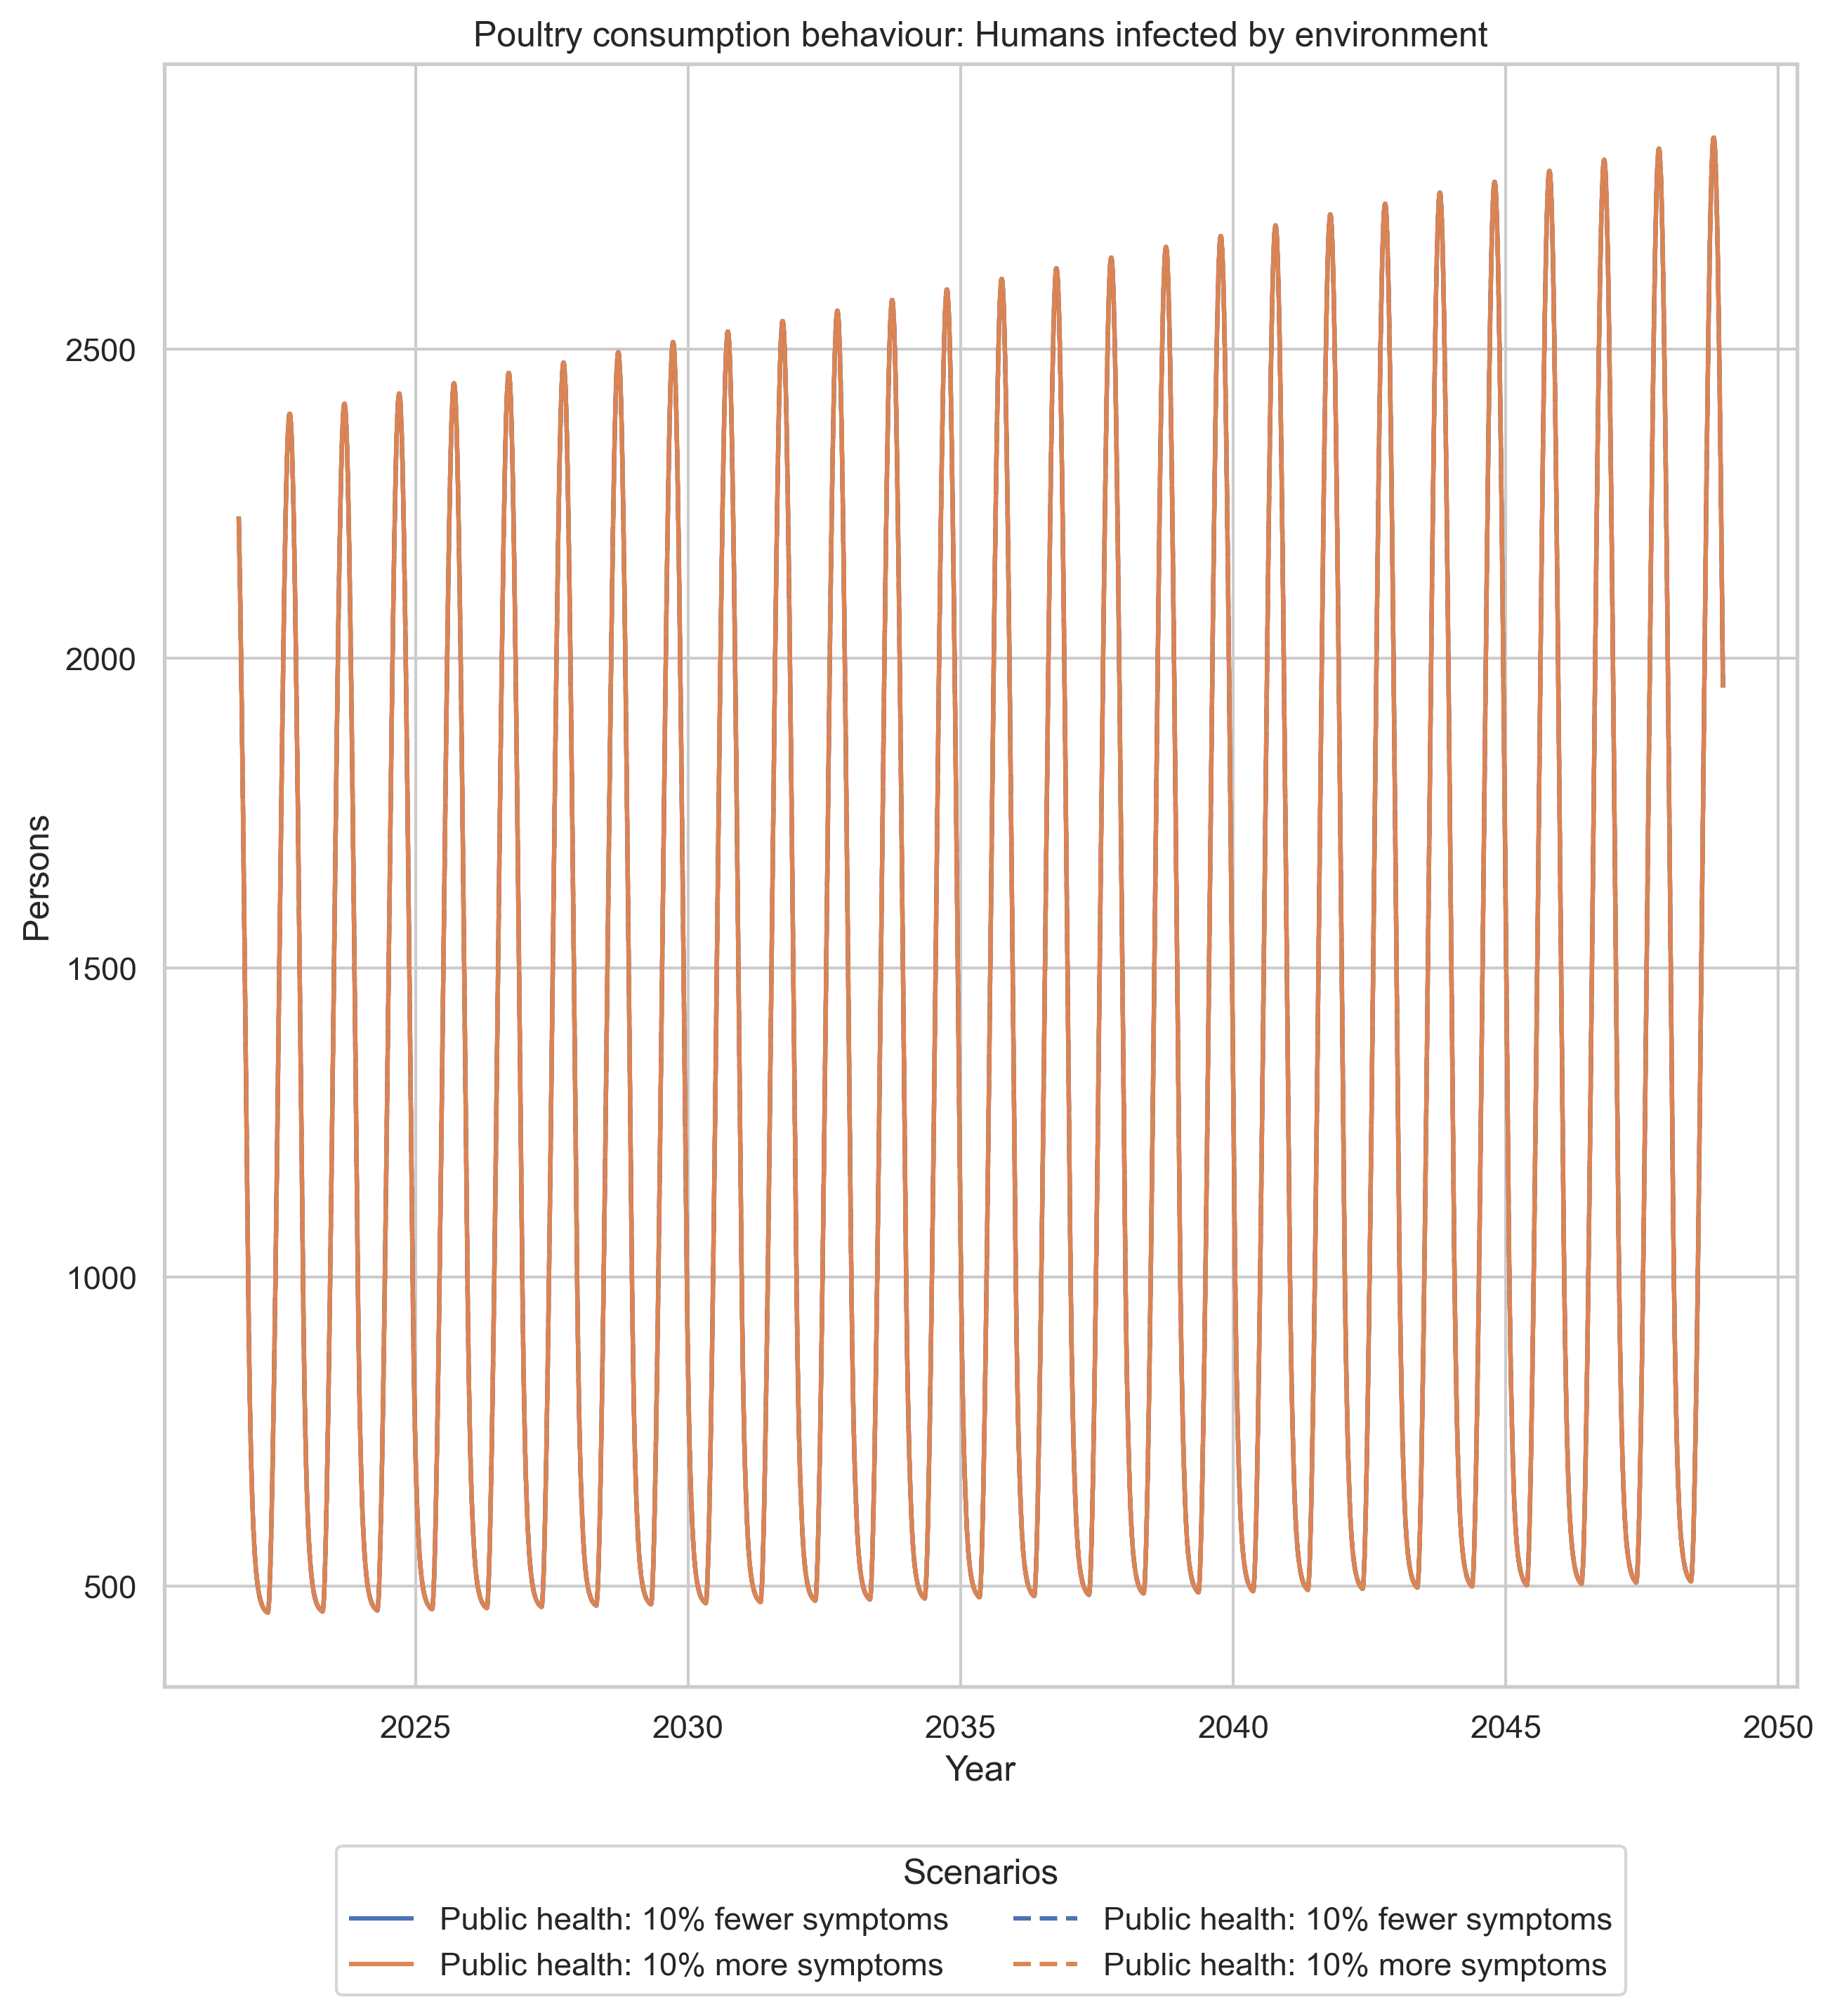 Poultry consumption behaviour: Humans infected by environment
2500
2000
1500
1000
500
Persons
2025 2030 2035 2040 2045 2050
Year
Scenarios
Public health: 10% fewer symptoms Public health: 10% fewer symptoms
Public health: 10% more symptoms Public health: 10% more symptoms